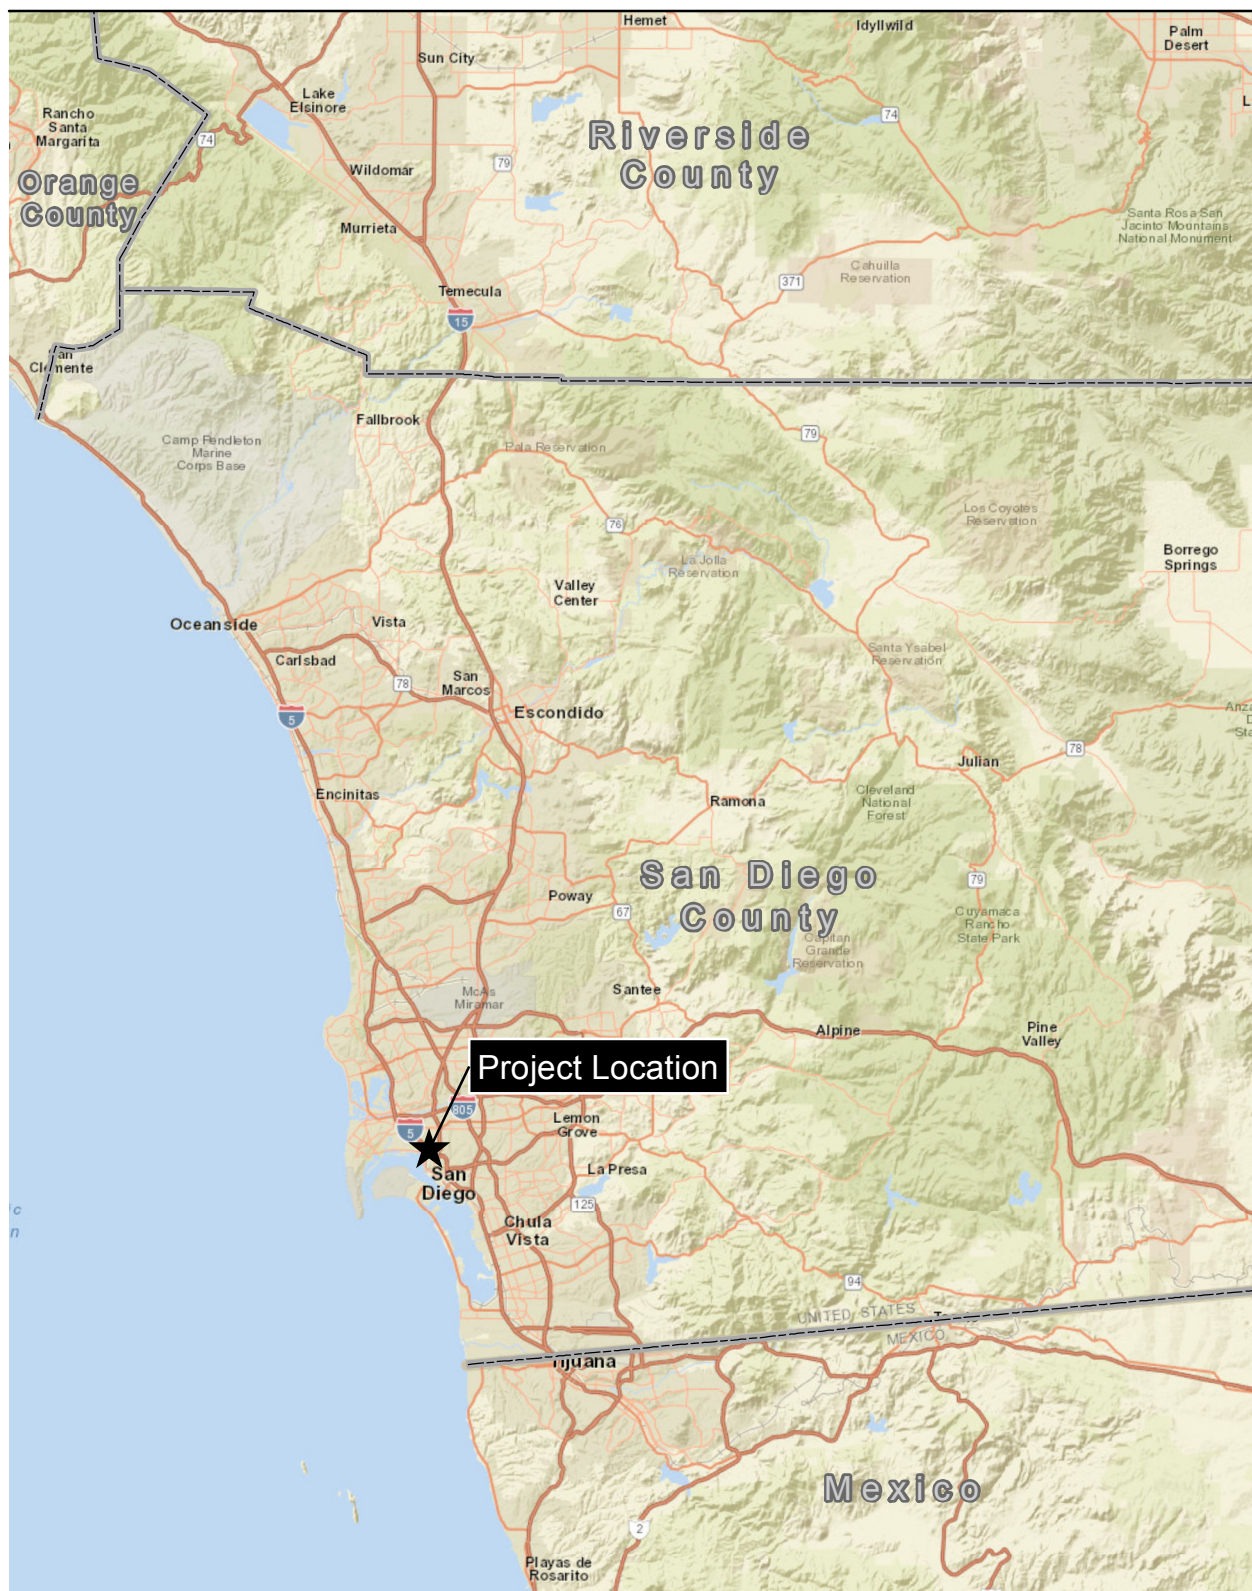 Hemet
Idyllwild
Palm
Desert
Sun City
Lake
Elsinore
L
Rancho
Santa
Margarita
74
74
Riverside
County
79
Wildomar
Orange
County
Murrieta
Santa Rosa San
Jacinto Mountains
National Monument
Cahuilla
Reservation
371
Temecula
15
an
Clemente
Fallbrook
Camp Pendleton
Marine
Corps Base
Pala Reservation
79
Los Coyotes
Reservation
76
Borrego
Springs
La Jolla
Reservation
Valley
Center
Oceanside
Vista
Carlsbad
Santa Ysabel
Reservation
San
Marcos
78
Escondido
5
Anza
D
Sta
78
Julian
Encinitas
Ramona
Cleveland
National
Forest
San Diego
County
Poway
67
79
Cuyamaca
Rancho
State Park
Capitan
Grande
Reservation
McAs
Miramar
Santee
Alpine
Pine
Valley
Project Location
805
5
Lemon
Grove
San
Diego
La Presa
125
Chula
Vista
ic
n
94
UNITED STATES
MEXICO
Tijuana
Mexico
2
Playas de
Rosarito